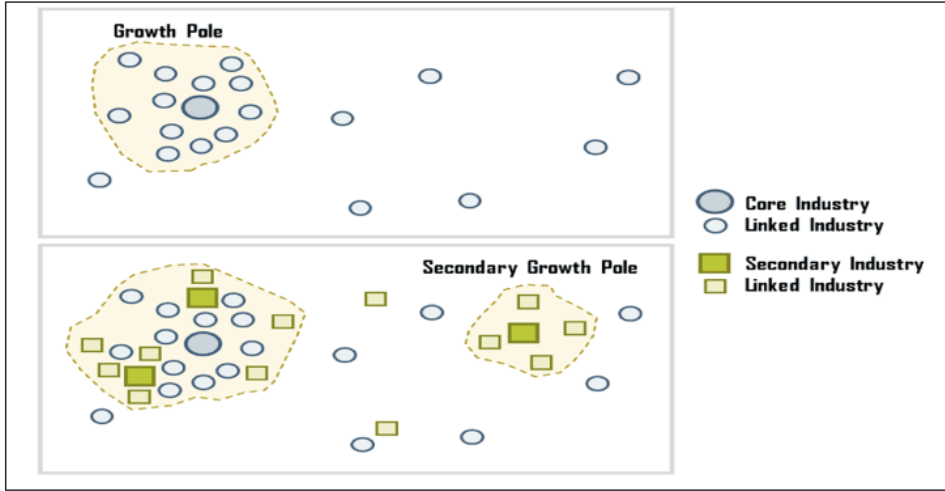 Growth Pole
Core Industry
Linked Industry
Secondary Growth Pole
Secondary Industry
Linked Industry